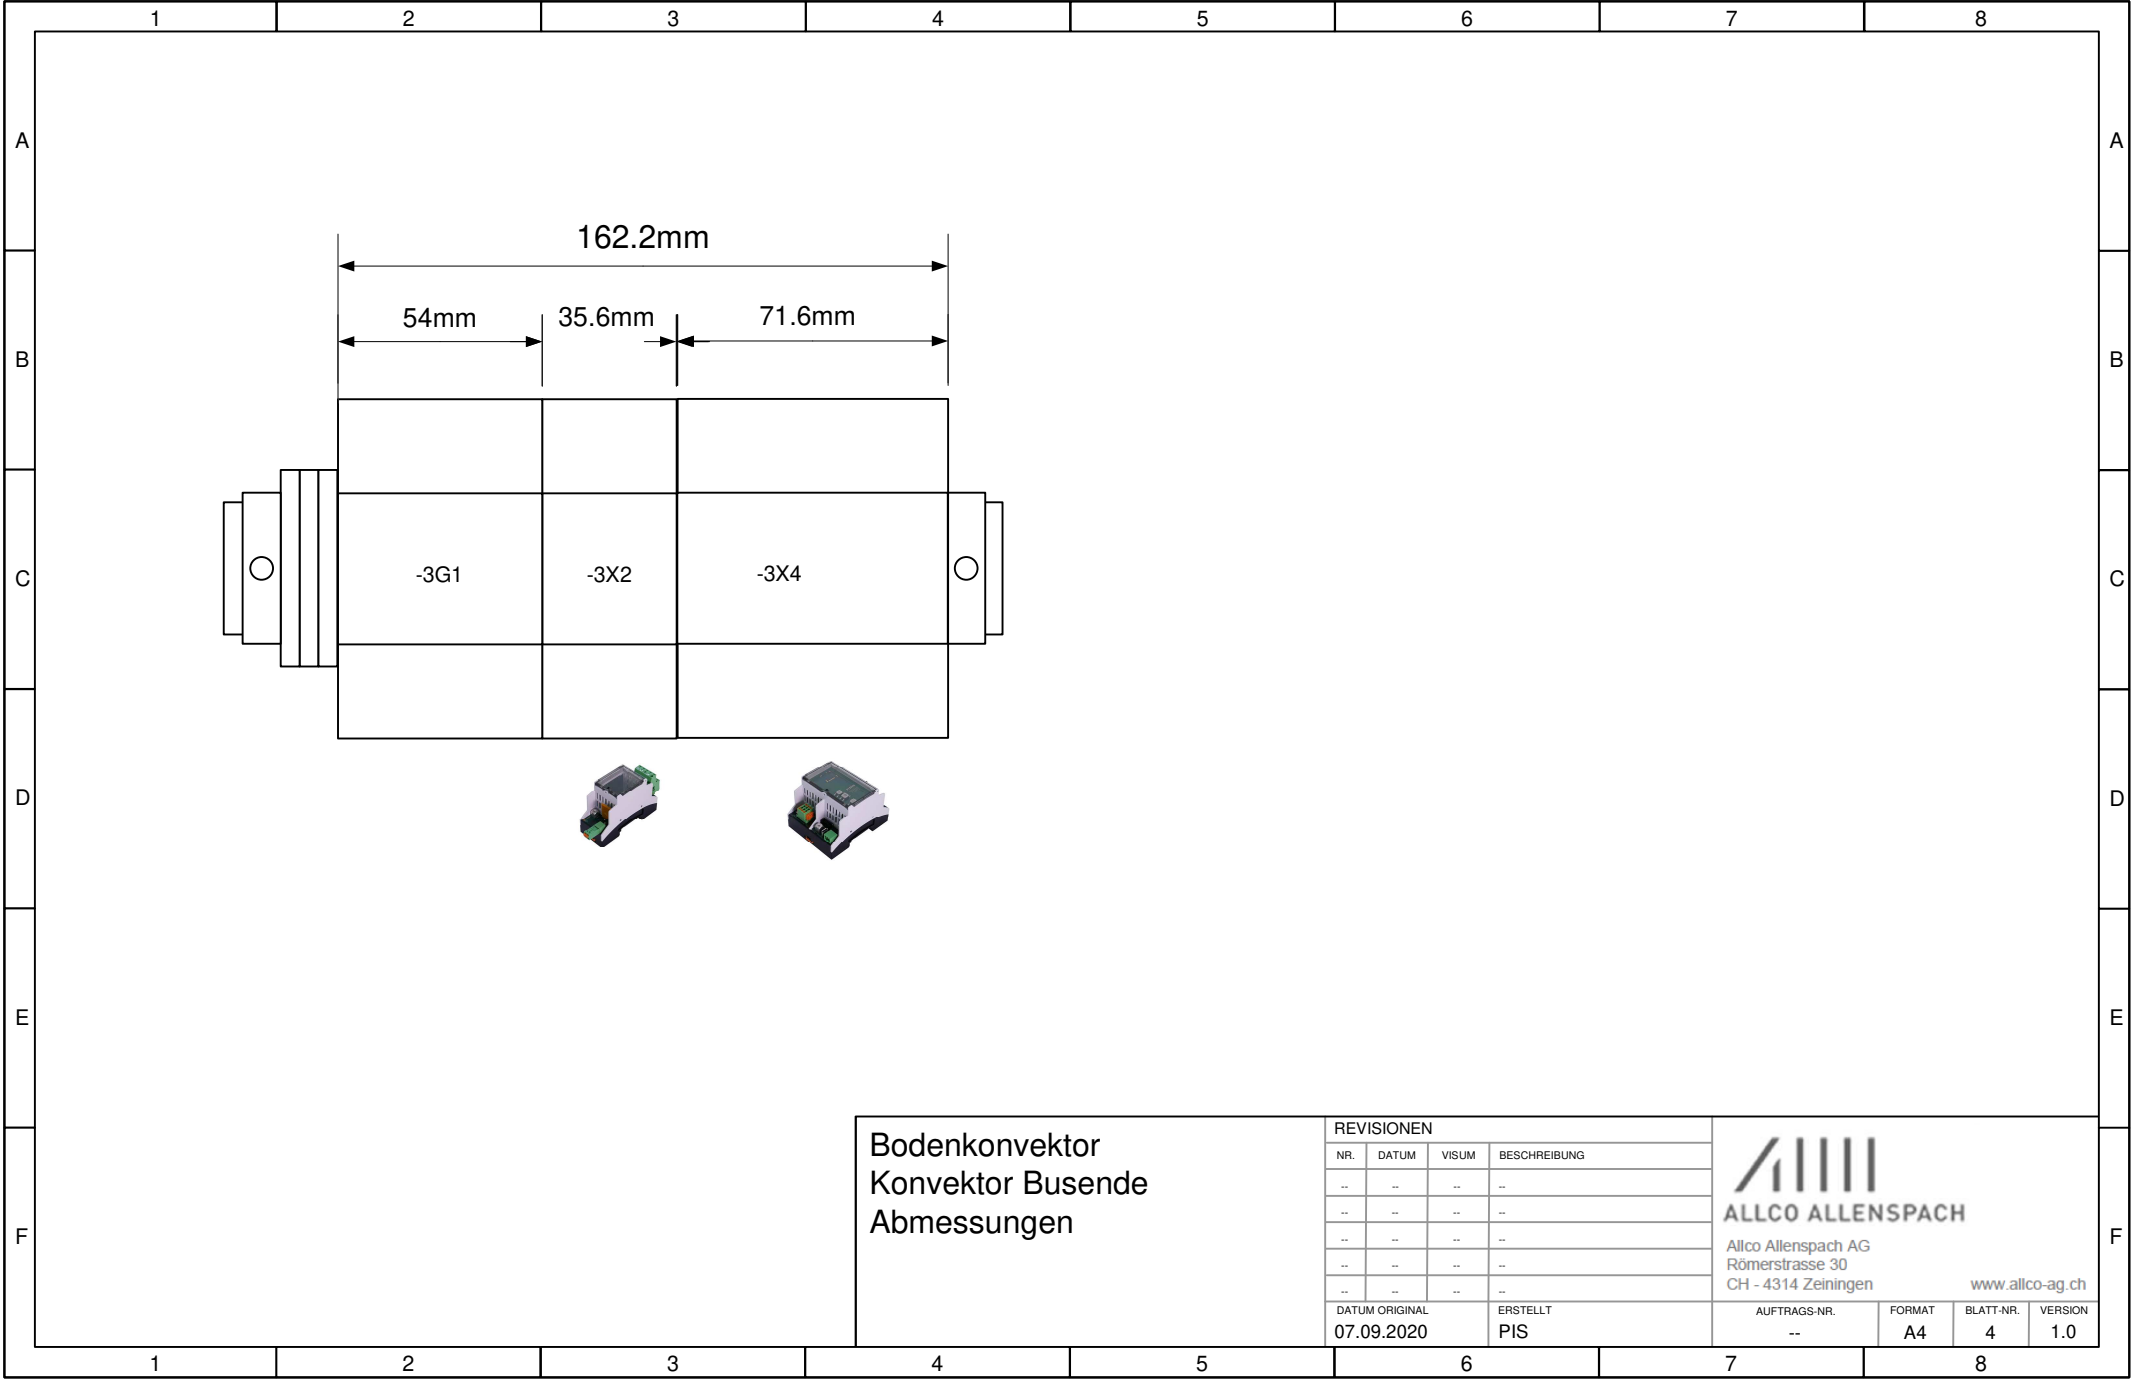 1 2 3 4 5 6 7 8
A A
162.2mm
54mm 35.6mm 71.6mm
B B
-3G1 -3X2 -3X4
C C
D D
E E
Bodenkonvektor
Konvektor Busende
Abmessungen
REVISIONEN
NR. DATUM VISUM BESCHREIBUNG
-- -- -- --
-- -- -- --
-- -- -- --
-- -- -- --
-- -- -- --
DATUM ORIGINAL ERSTELLT
07.09.2020 PIS
ALLCO ALLENSPACH
Allco Allenspach AG
Römerstrasse 30
CH - 4314 Zeiningen www.allco-ag.ch
AUFTRAGS-NR. FORMAT BLATT-NR. VERSION
-- A4 4 1.0
F F
1 2 3 4 5 6 7 8